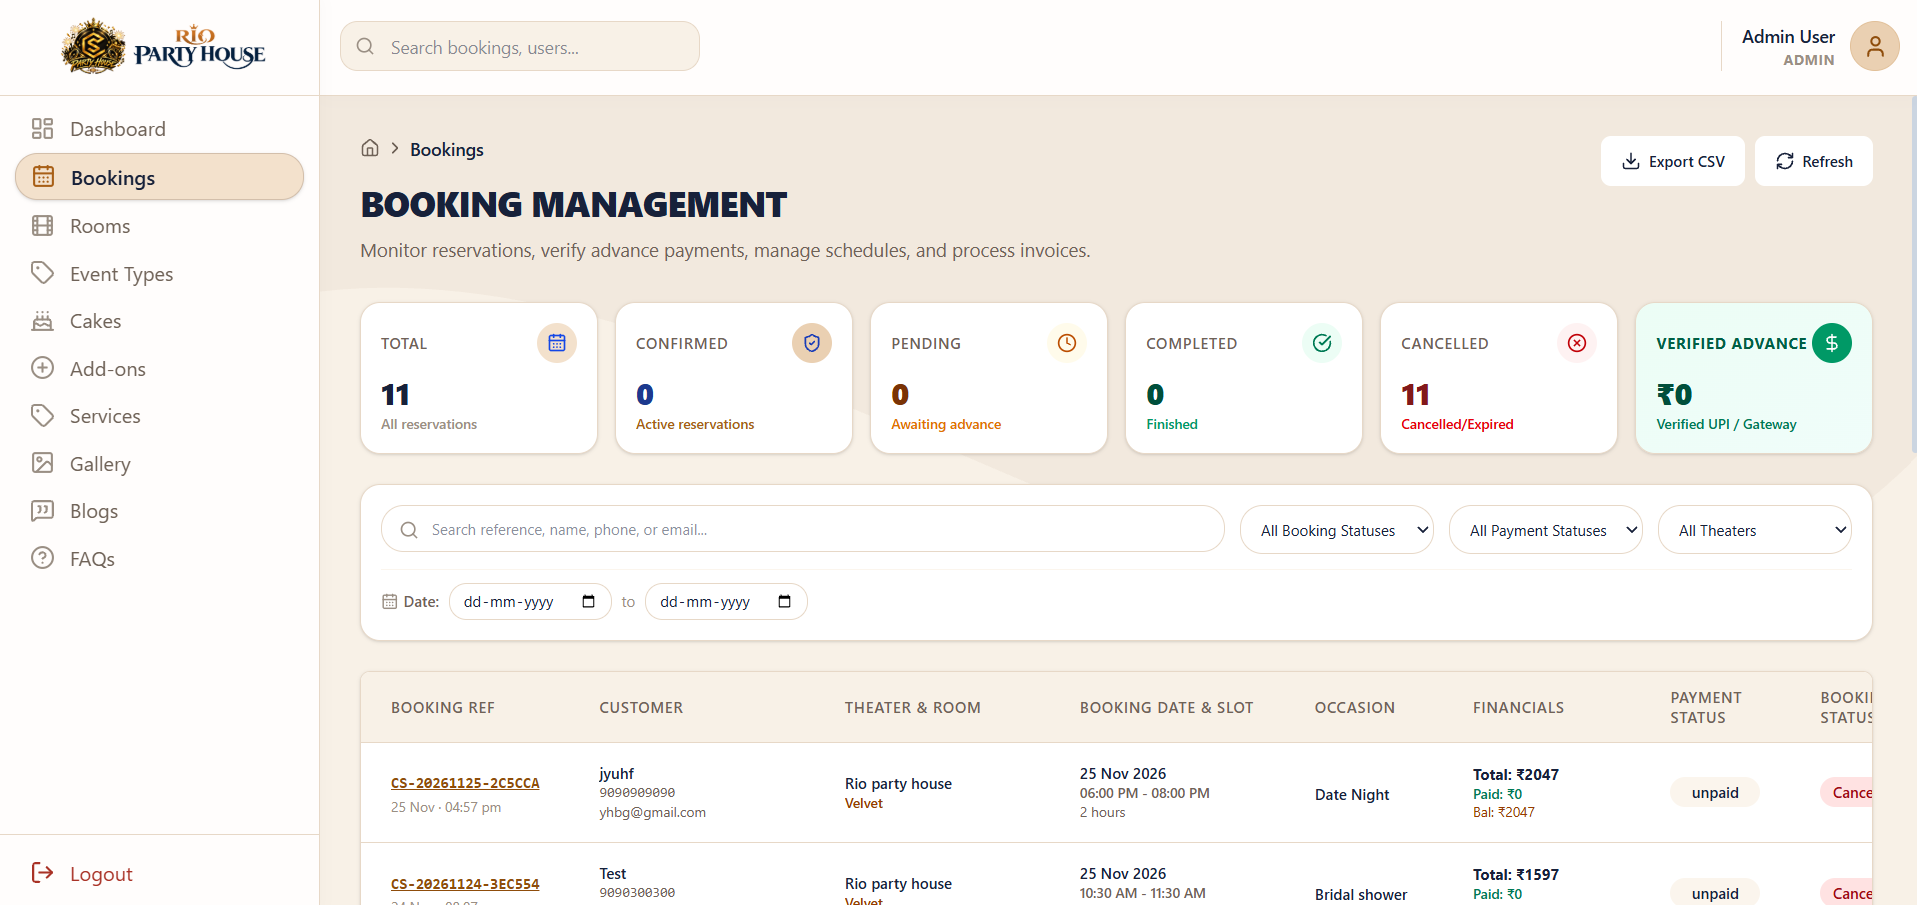 RIO
PARTY HOUSE
PARTY HOUSE
Search bookings, users...
Admin User
ADMIN
Dashboard
Bookings
Rooms
Event Types
Cakes
Add-ons
Services
Gallery
Blogs
FAQs
Logout
Bookings
Export CSV
Refresh
BOOKING MANAGEMENT
Monitor reservations, verify advance payments, manage schedules, and process invoices.
TOTAL
11
All reservations
CONFIRMED
0
Active reservations
PENDING
0
Awaiting advance
COMPLETED
0
Finished
CANCELLED
11
Cancelled/Expired
VERIFIED ADVANCE
₹0
Verified UPI / Gateway
Search reference, name, phone, or email...
All Booking Statuses
All Payment Statuses
All Theaters
Date: dd-mm-yyyy to dd-mm-yyyy
BOOKING REF
CUSTOMER
THEATER & ROOM
BOOKING DATE & SLOT
OCCASION
FINANCIALS
PAYMENT
STATUS
BOOKI
STATUS
CS-20261125-2C5CCA
25 Nov · 04:57 pm
jyuhf
9090909090
yhbg@gmail.com
Rio party house
Velvet
25 Nov 2026
06:00 PM - 08:00 PM
2 hours
Date Night
Total: ₹2047
Paid: ₹0
Bal: ₹2047
unpaid
Cance
CS-20261124-3EC554
Test
9090300300
Rio party house
Velvet
25 Nov 2026
10:30 AM - 11:30 AM
Bridal shower
Total: ₹1597
Paid: ₹0
unpaid
Cance